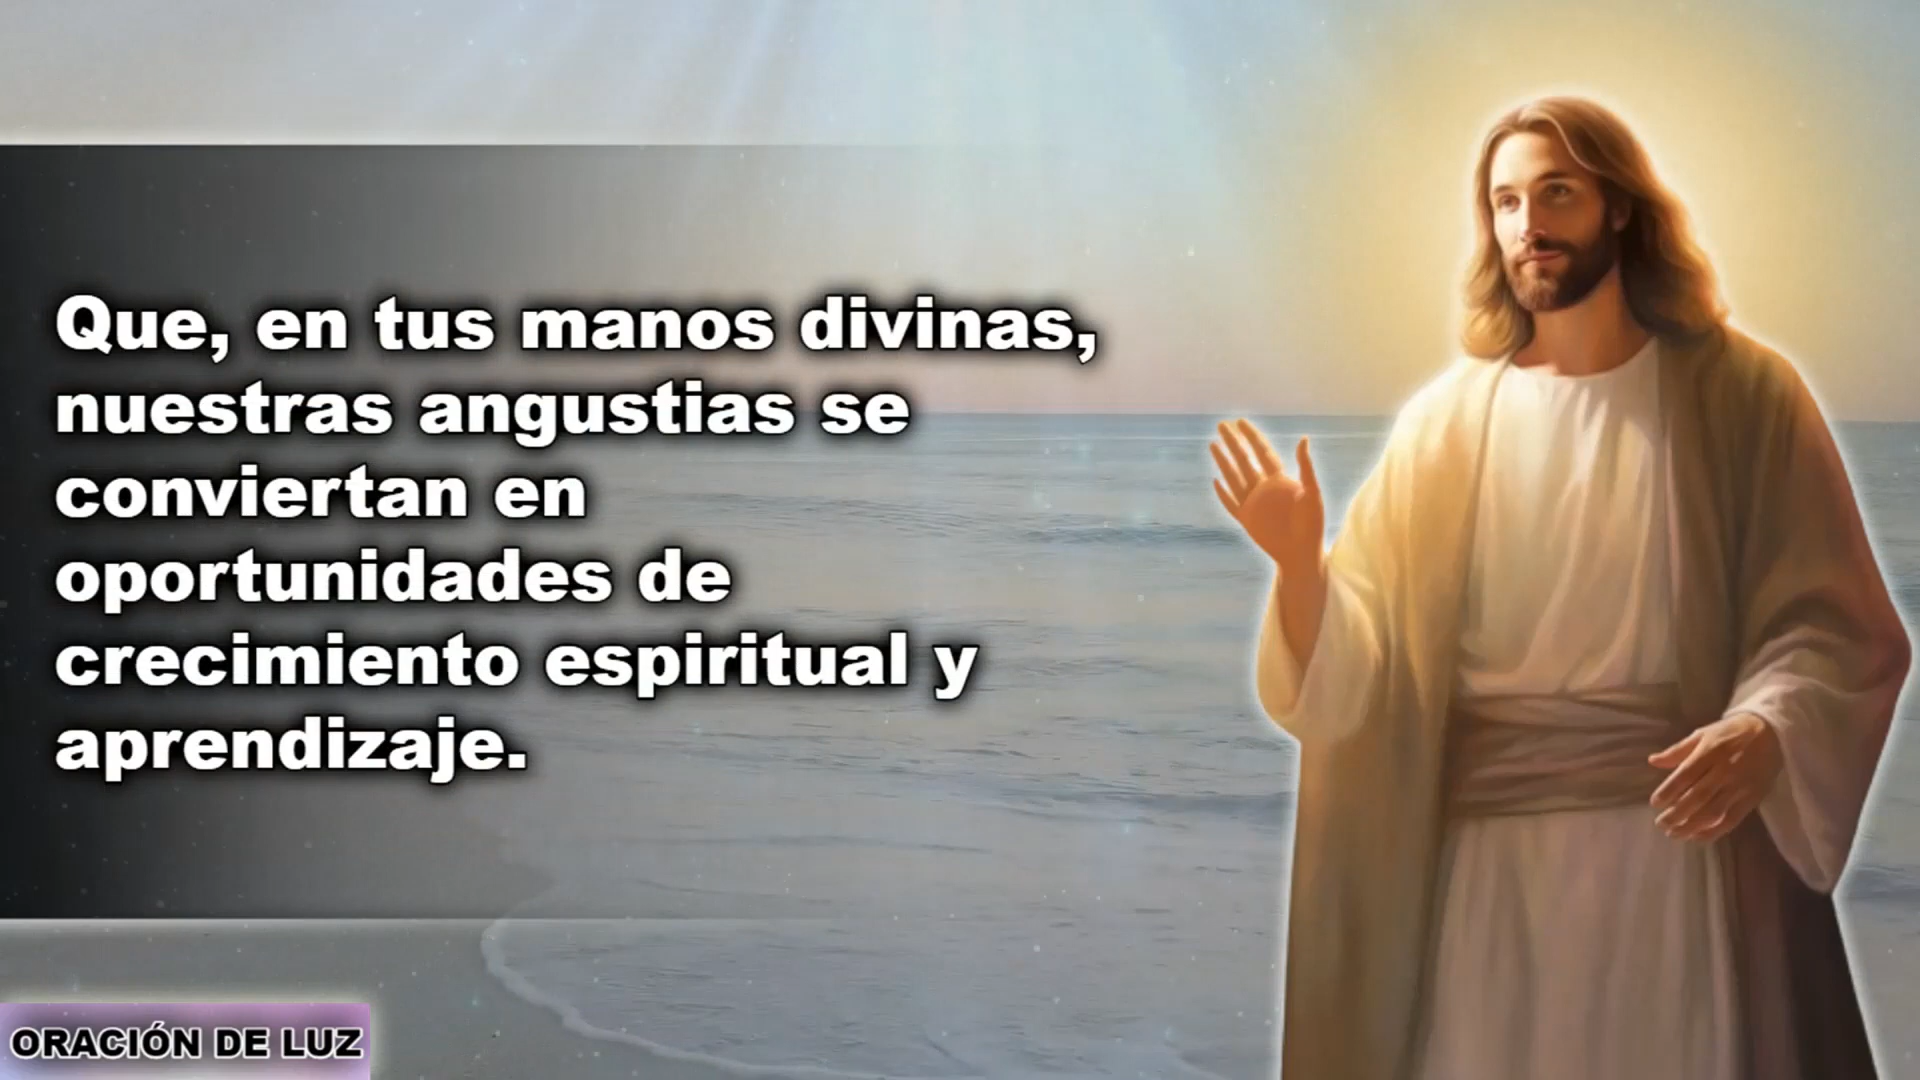 Que, en tus manos divinas,
nuestras angustias se
conviertan en
oportunidades de
crecimiento espiritual y
aprendizaje.
ORACIÓN DE LUZ